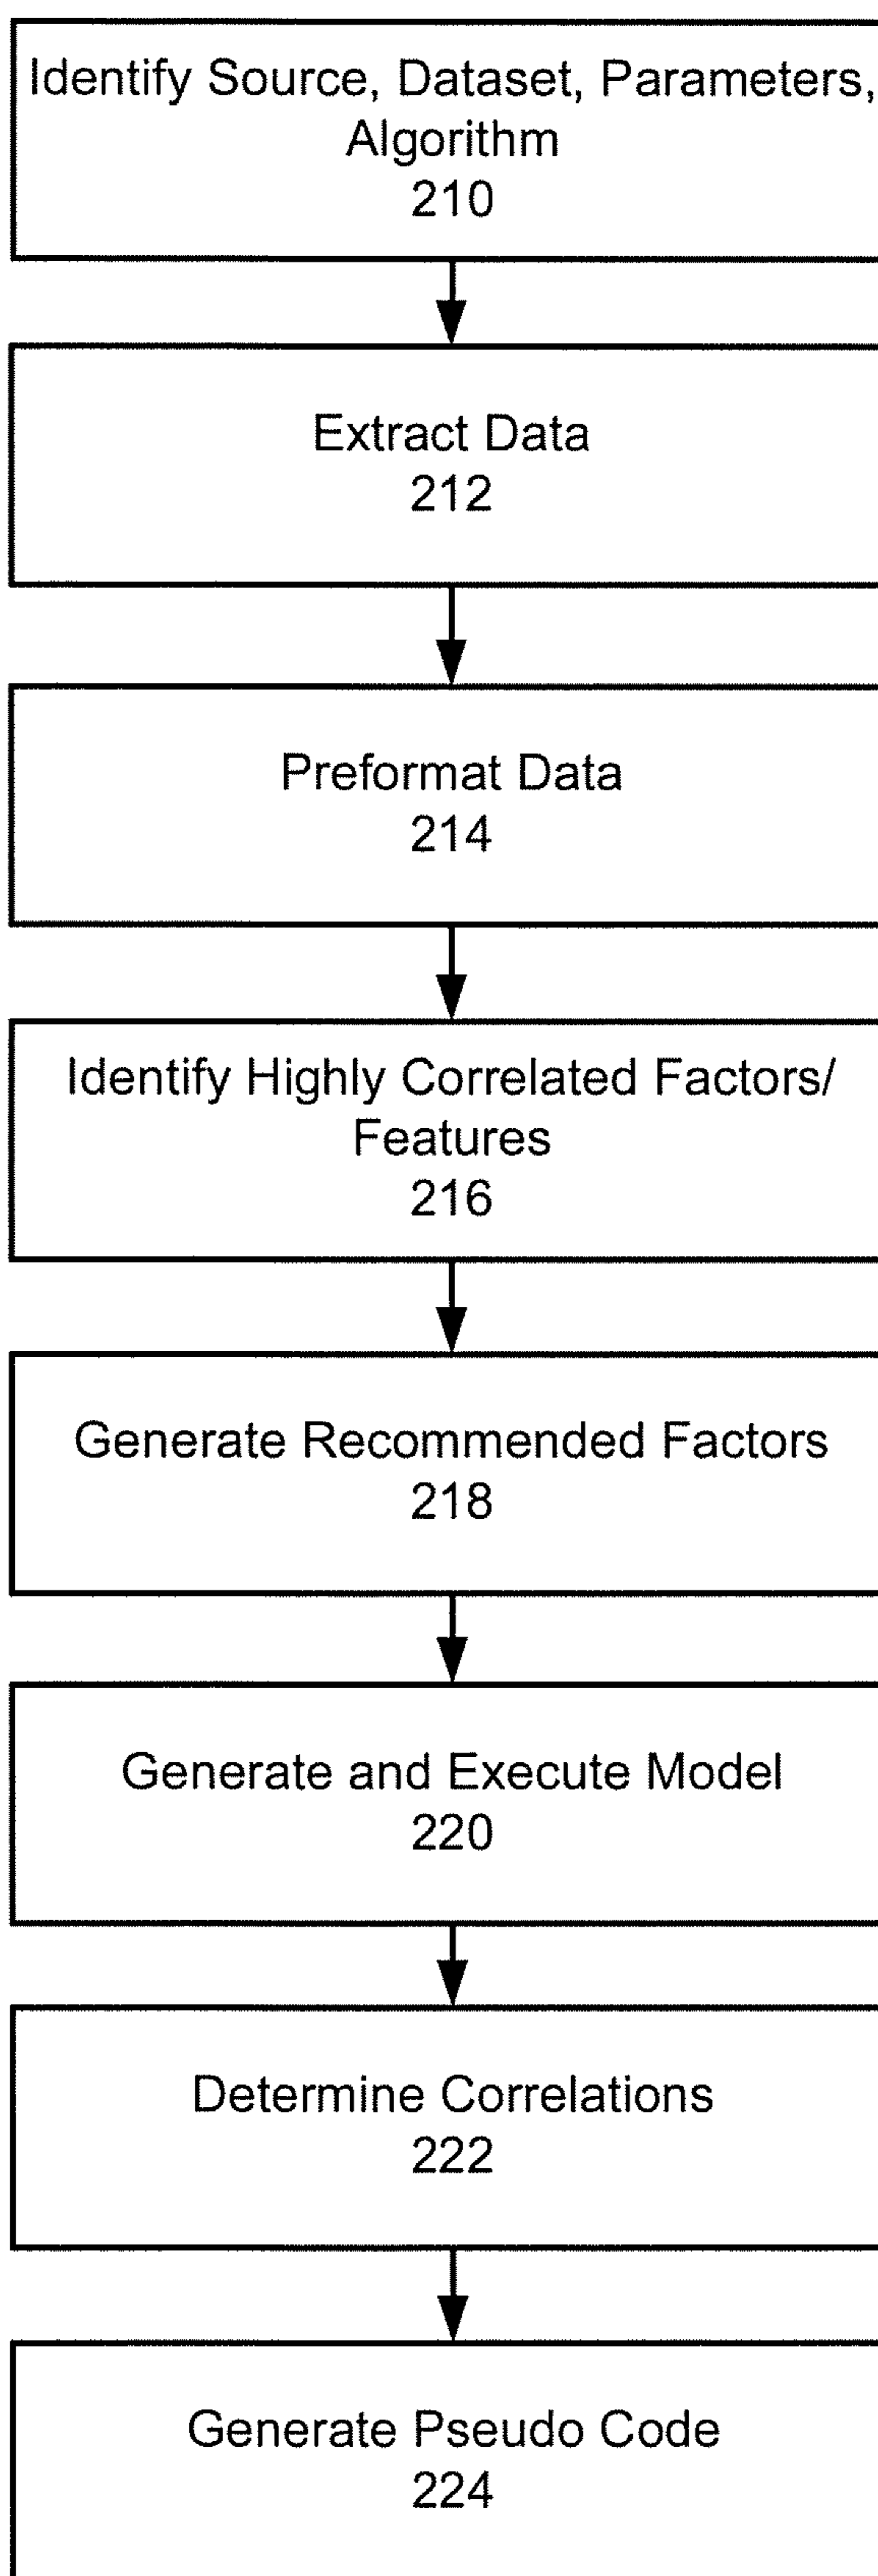 Identify Source, Dataset, Parameters,
Algorithm
210
Extract Data
212
Preformat Data
214
Identify Highly Correlated Factors/
Features
216
Generate Recommended Factors
218
Generate and Execute Model
220
Determine Correlations
222
Generate Pseudo Code
224